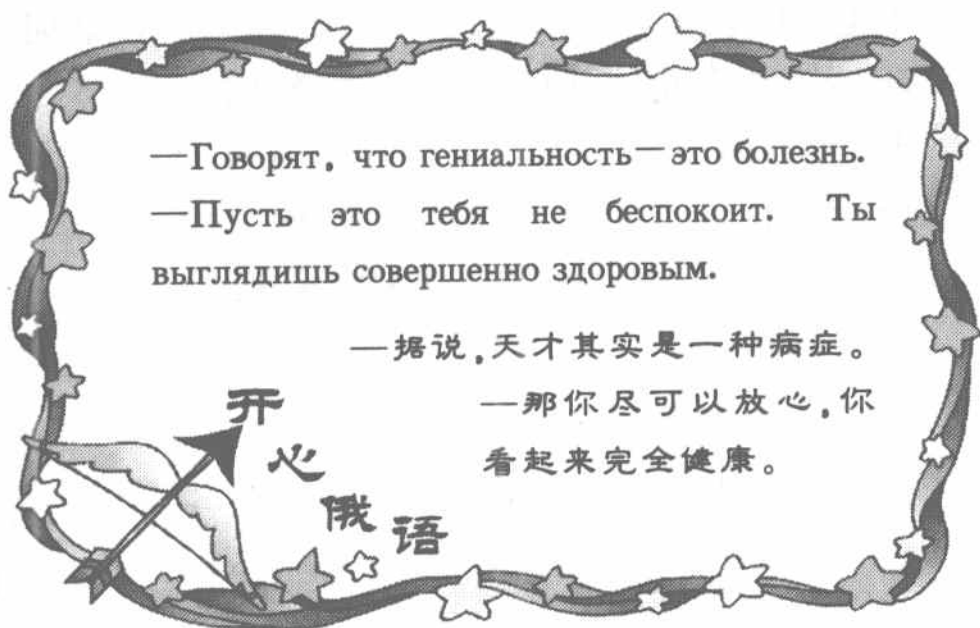 —Говорят, что гениальность—это болезнь.
—Пусть это тебя не беспокоит. Ты
выглядишь совершенно здоровым.
—据说,天才其实是一种病症。
—那你尽可以放心,你
看起来完全健康。
开心俄语